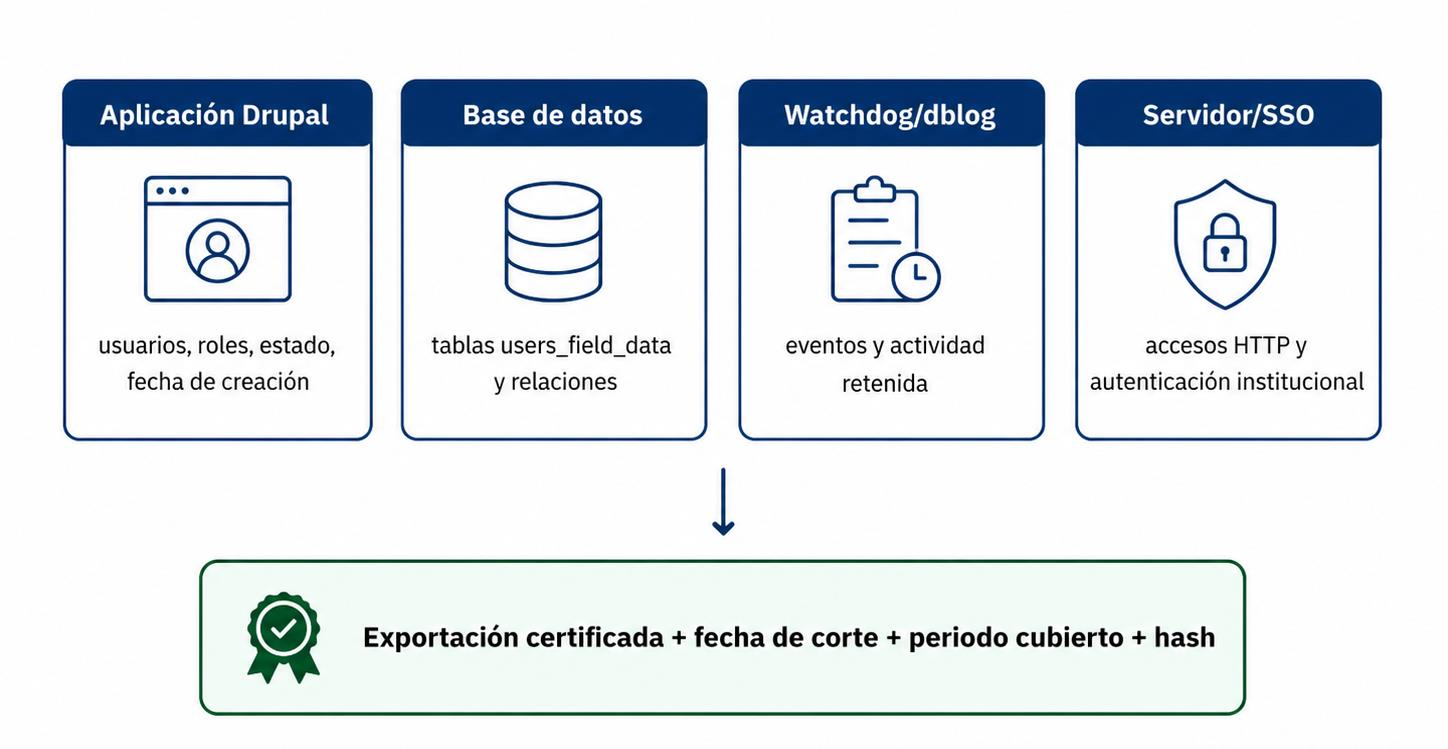 Aplicación Drupal
usuarios, roles, estado,
fecha de creación
Base de datos
tablas users_field_data
y relaciones
Watchdog/dblog
eventos y actividad
retenida
Servidor/SSO
accesos HTTP y
autenticación institucional
Exportación certificada + fecha de corte + periodo cubierto + hash